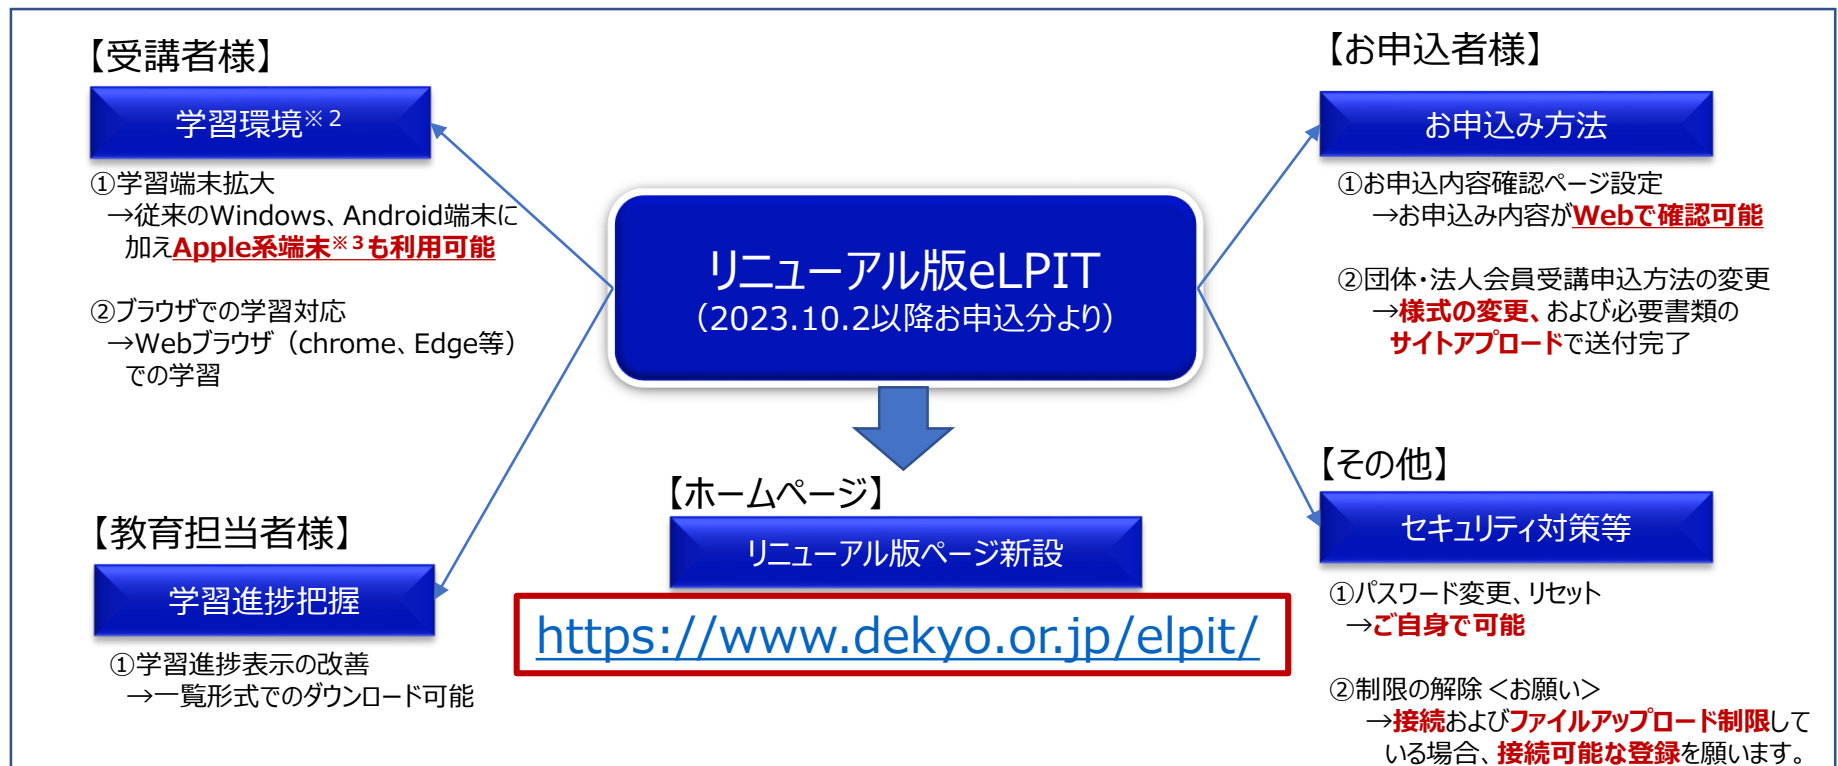 【受講者様】
学習環境※２
①学習端末拡大
→従来のWindows、Android端末に
加えApple系端末※３も利用可能
②ブラウザでの学習対応
→Webブラウザ（chrome、Edge等）
での学習
【教育担当者様】
学習進捗把握
①学習進捗表示の改善
→一覧形式でのダウンロード可能
リニューアル版eLPIT
（2023.10.2以降お申込分より）
【ホームページ】
リニューアル版ページ新設
https://www.dekyo.or.jp/elpit/
【お申込者様】
お申込み方法
①お申込内容確認ページ設定
→お申込み内容がWebで確認可能
②団体・法人会員受講申込方法の変更
→様式の変更、および必要書類の
サイトアプロードで送付完了
【その他】
セキュリティ対策等
①パスワード変更、リセット
→ご自身で可能
②制限の解除＜お願い＞
→接続およびファイルアップロード制限して
いる場合、接続可能な登録を願います。